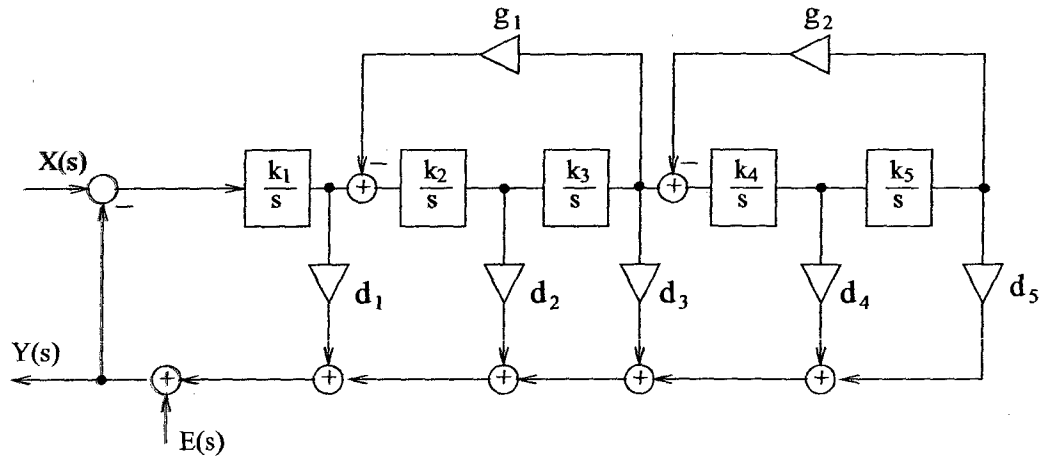 g₁ g₂
X(s) − k₁/s − + k₂/s k₃/s − + k₄/s k₅/s
d₁ d₂ d₃ d₄ d₅
Y(s) + + + + +
E(s)